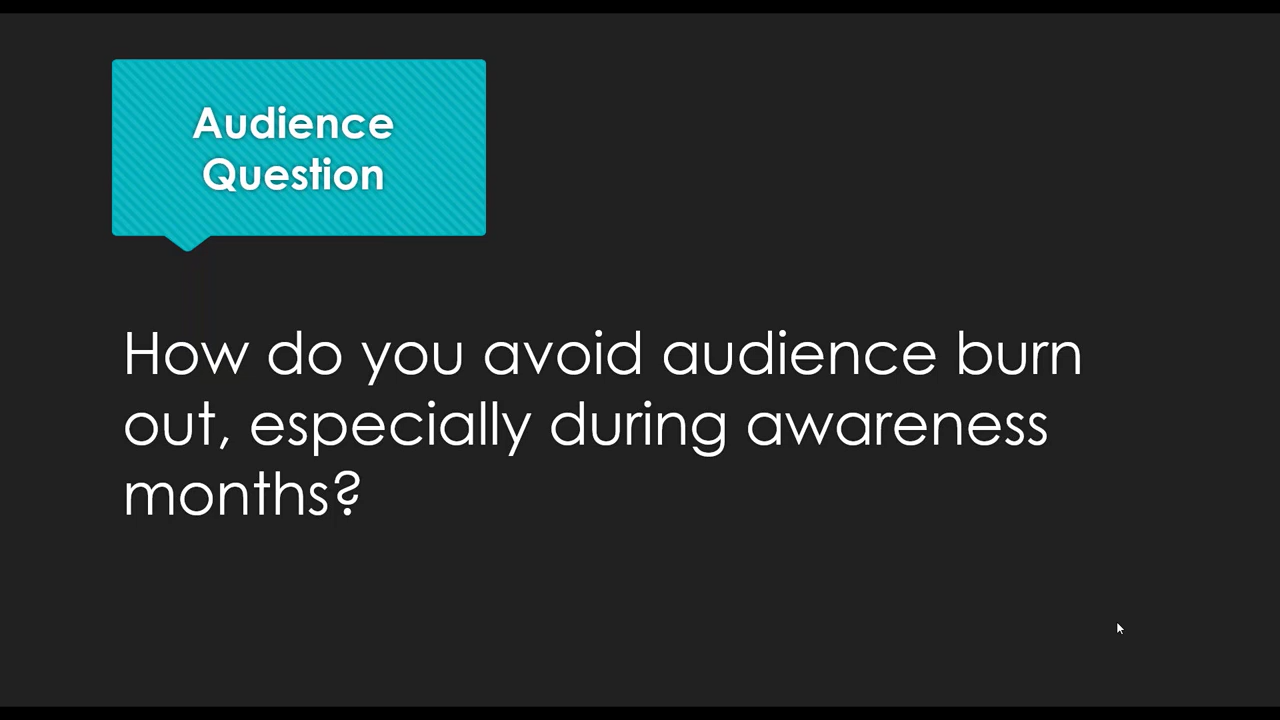 Audience
Question
How do you avoid audience burn
out, especially during awareness
months?